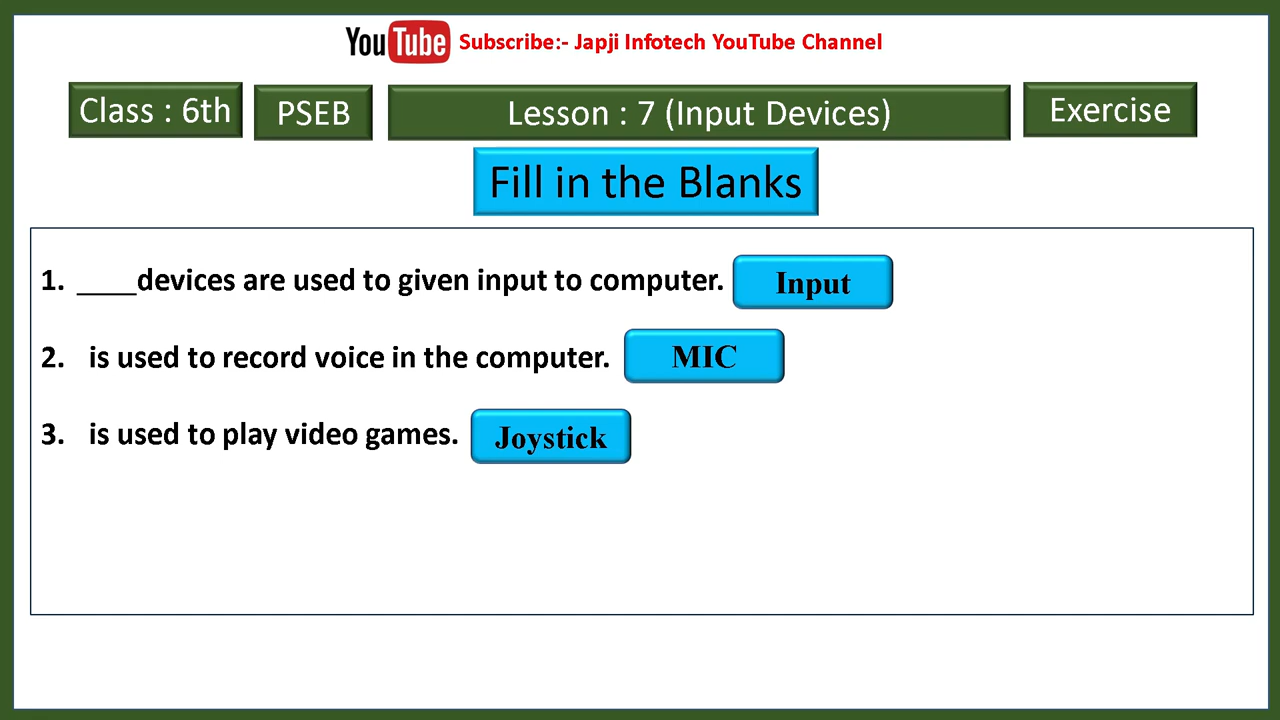 YouTube Subscribe:- Japji Infotech YouTube Channel
Class : 6th PSEB Lesson : 7 (Input Devices) Exercise
Fill in the Blanks
1. ____devices are used to given input to computer. Input
2. is used to record voice in the computer. MIC
3. is used to play video games. Joystick